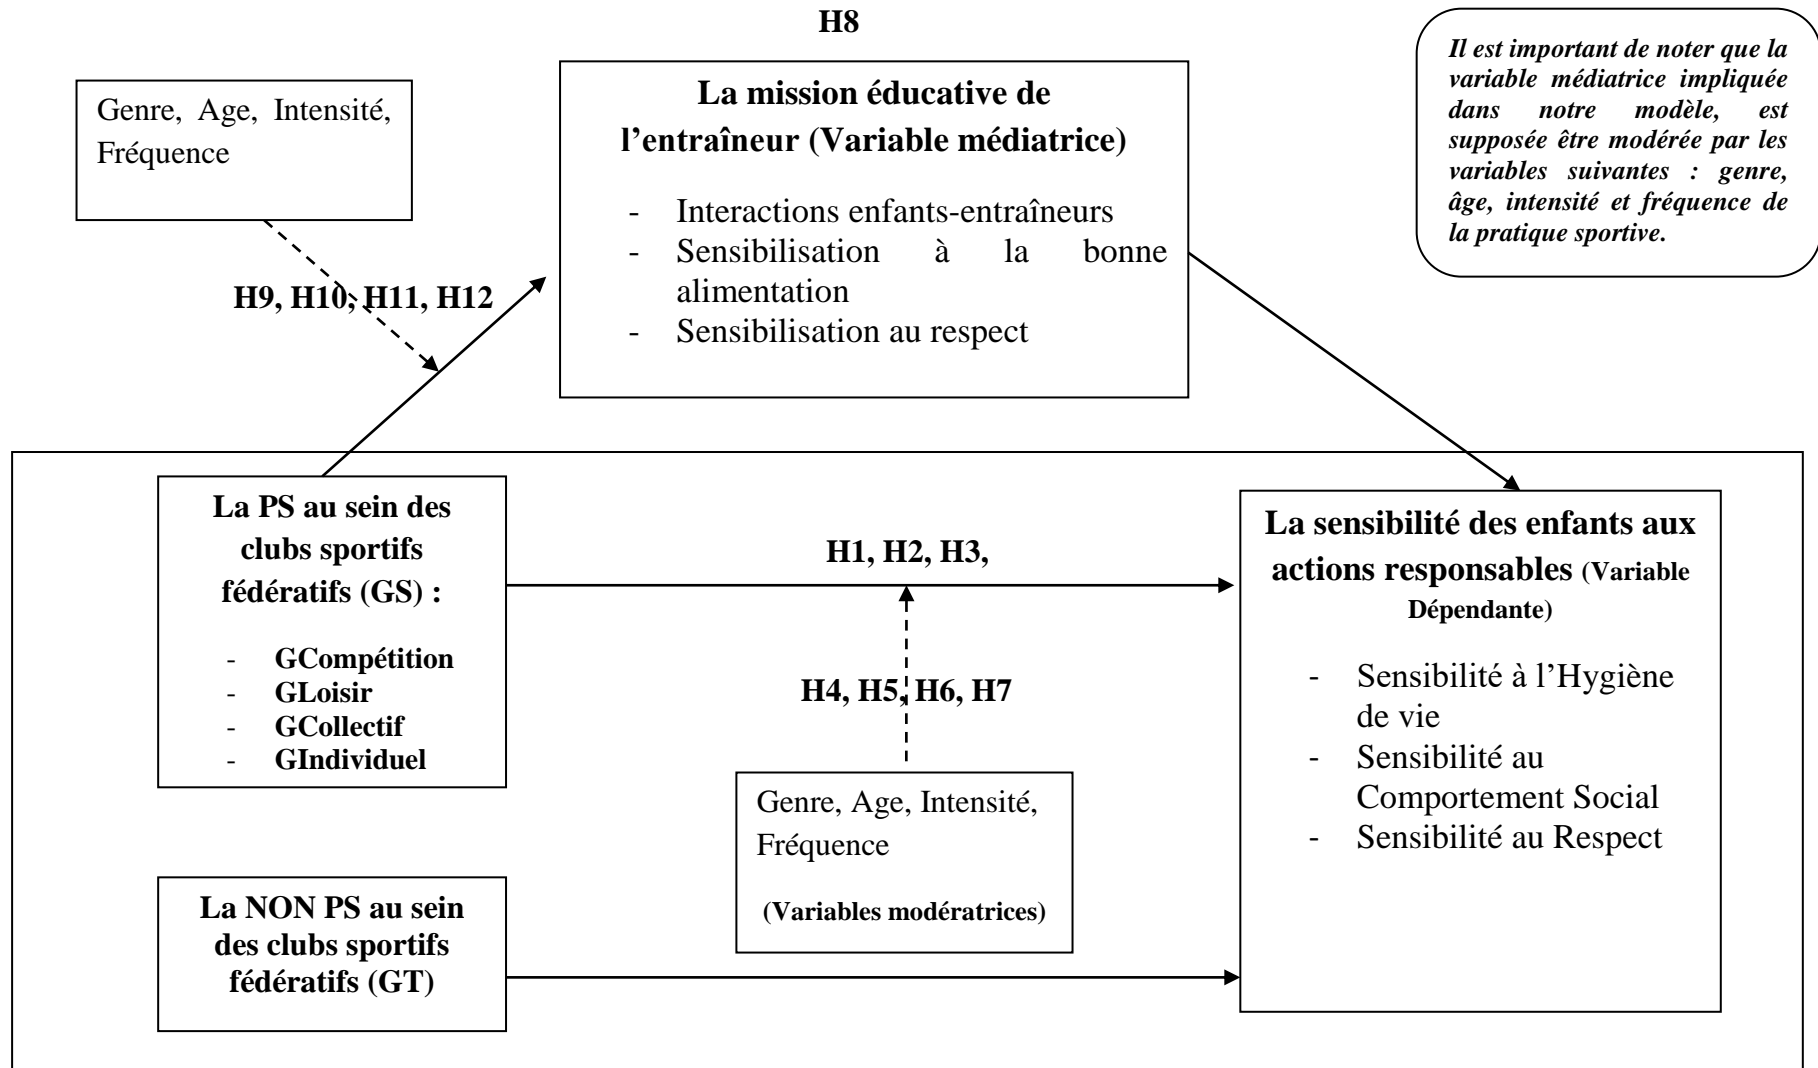 H8
Genre, Age, Intensité,
Fréquence
La mission éducative de
l’entraîneur (Variable médiatrice)
- Interactions enfants-entraîneurs
- Sensibilisation à la bonne
alimentation
- Sensibilisation au respect
Il est important de noter que la
variable médiatrice impliquée
dans notre modèle, est
supposée être modérée par les
variables suivantes : genre,
âge, intensité et fréquence de
la pratique sportive.
H9, H10, H11, H12
La PS au sein des
clubs sportifs
fédératifs (GS) :
- GCompétition
- GLoisir
- GCollectif
- GIndividuel
H1, H2, H3,
H4, H5, H6, H7
Genre, Age, Intensité,
Fréquence
(Variables modératrices)
La sensibilité des enfants aux
actions responsables (Variable
Dépendante)
- Sensibilité à l’Hygiène
de vie
- Sensibilité au
Comportement Social
- Sensibilité au Respect
La NON PS au sein
des clubs sportifs
fédératifs (GT)